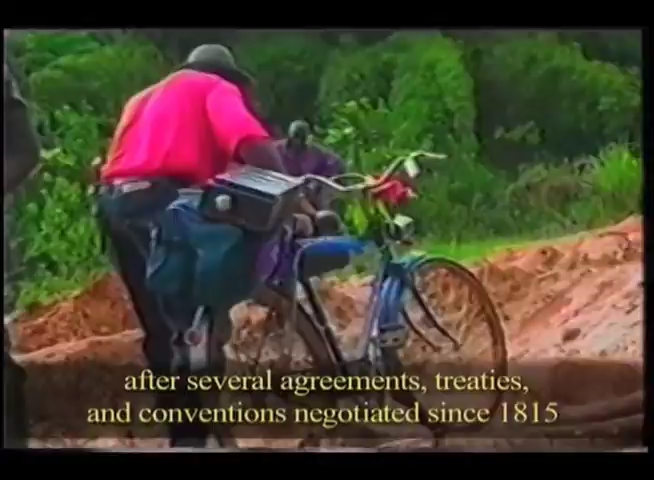 after several agreements, treaties,
and conventions negotiated since 1815